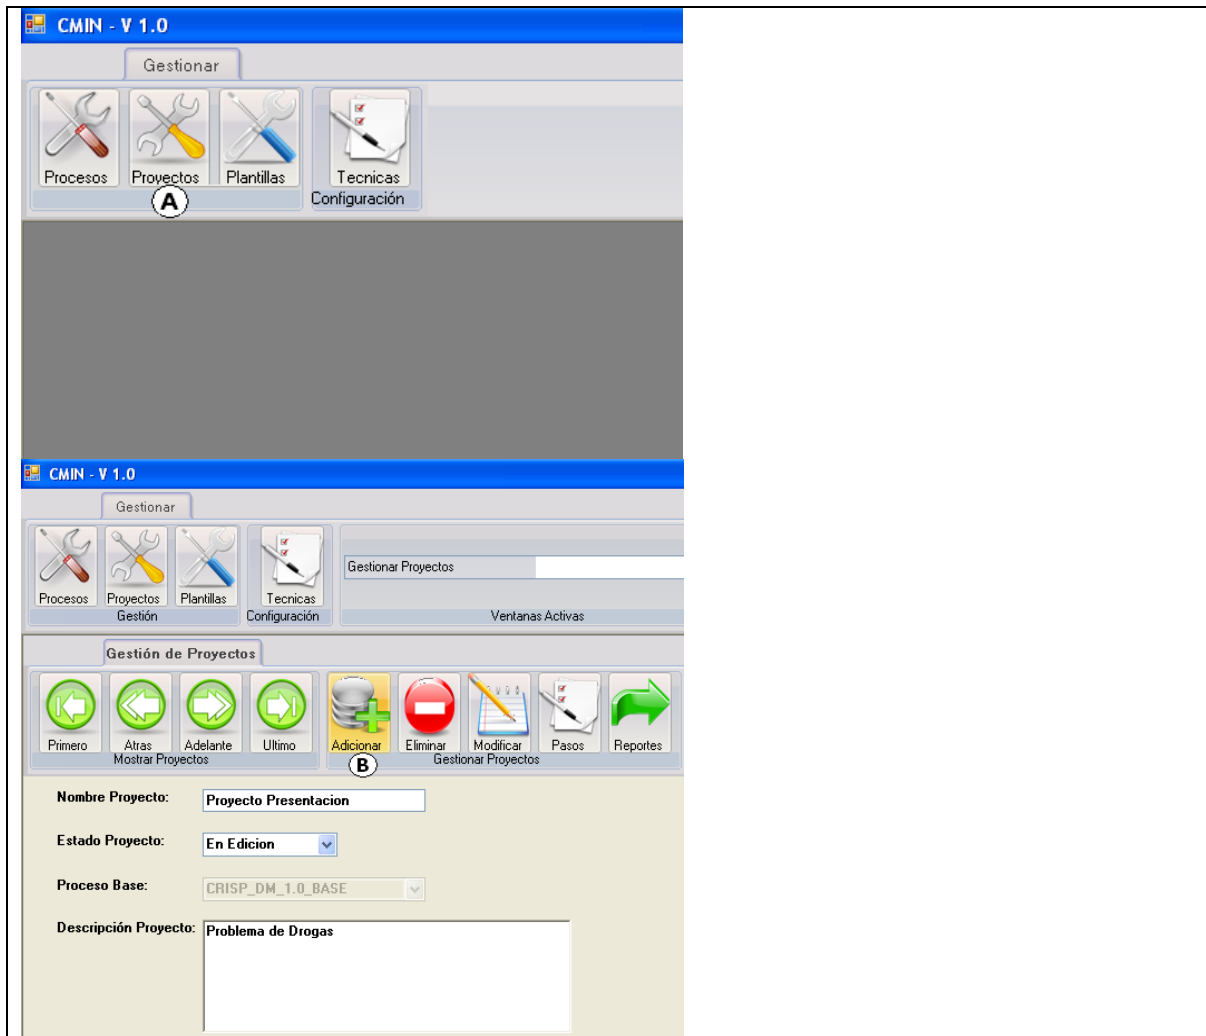 CMIN - V 1.0
Gestionar
Procesos Proyectos Plantillas Tecnicas
A Configuración
CMIN - V 1.0
Gestionar
Gestionar Proyectos
Procesos Proyectos Plantillas Tecnicas
Gestión Configuración Ventanas Activas
Gestión de Proyectos
Primero Atras Adelante Ultimo Adicionar Eliminar Modificar Pasos Reportes
Mostrar Proyectos B Gestionar Proyectos
Nombre Proyecto: Proyecto Presentacion
Estado Proyecto: En Edicion
Proceso Base: CRISP_DM_1.0_BASE
Descripción Proyecto: Problema de Drogas